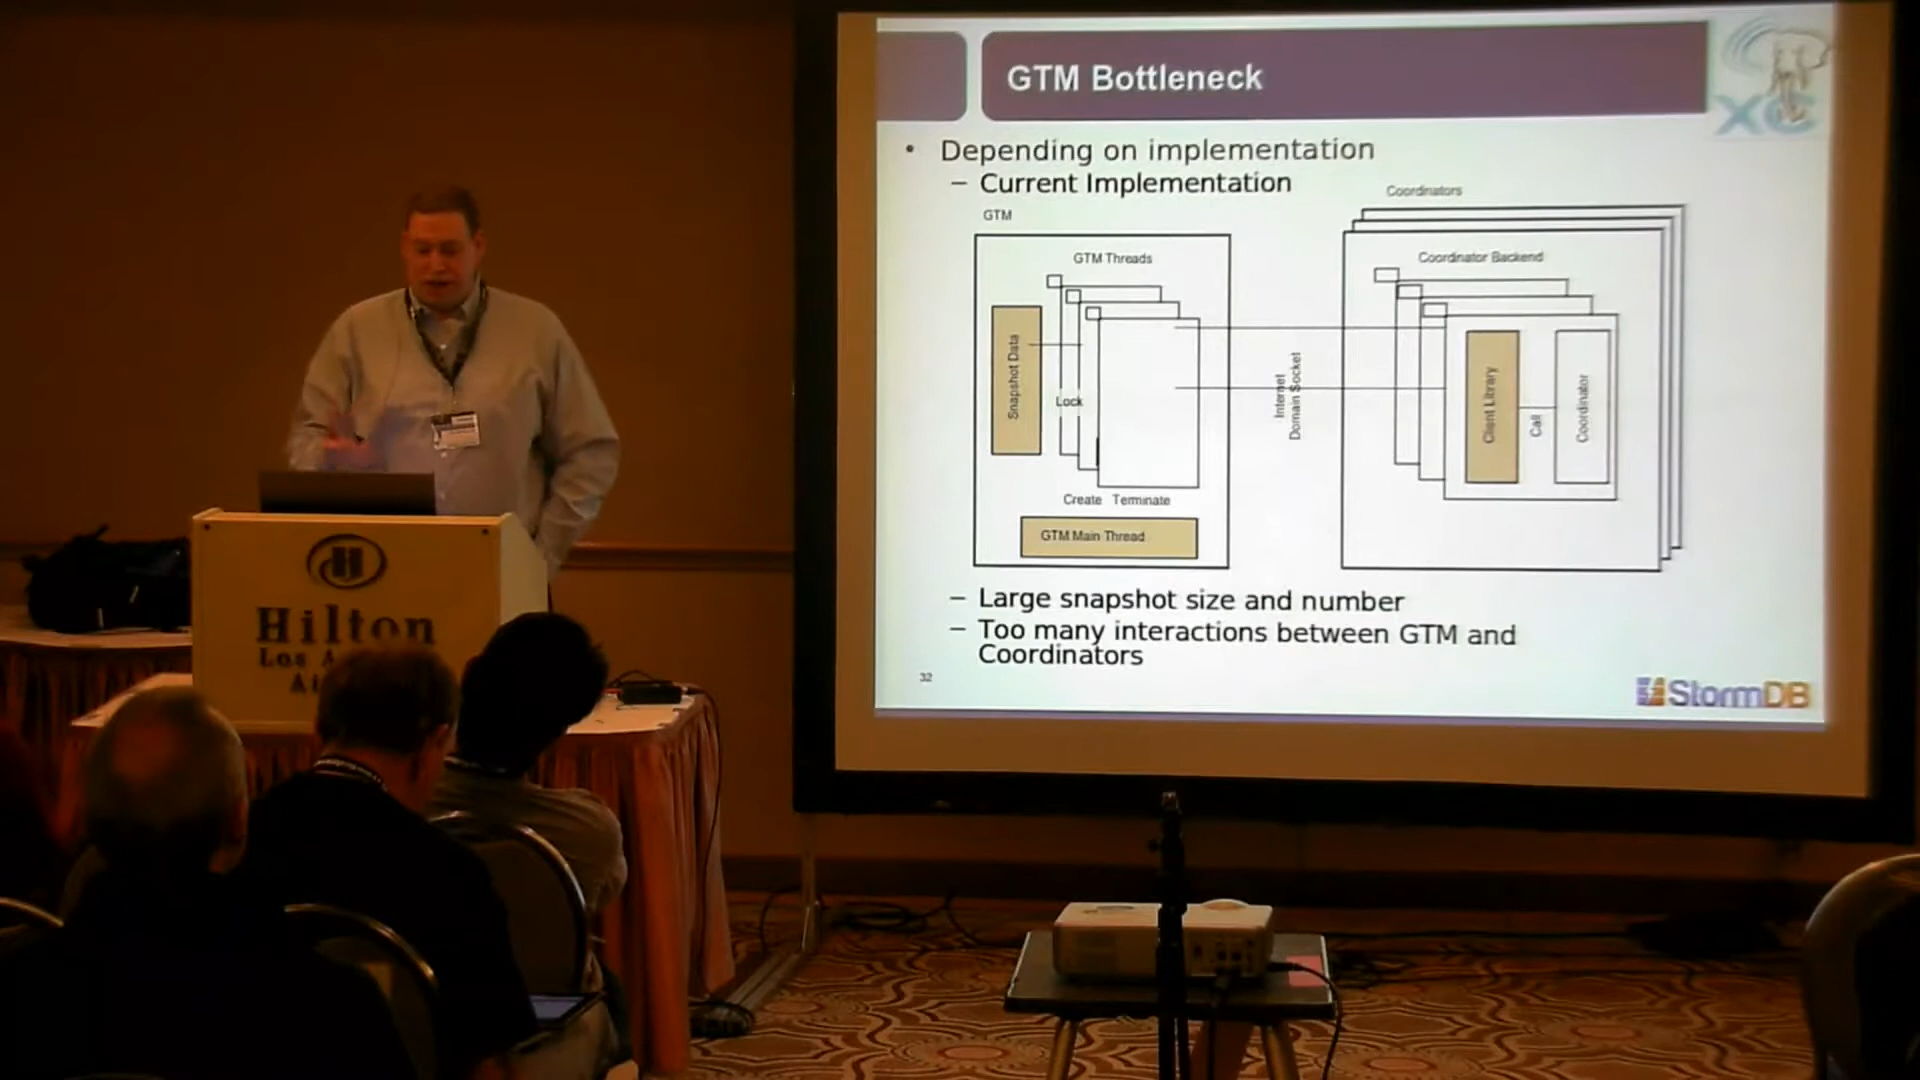 GTM Bottleneck
XC
• Depending on implementation
– Current Implementation
Coordinators
GTM
GTM Threads
Coordinator Backend
Snapshot Data
Lock
Internet
Domain Socket
Client Library
Call
Coordinator
Create Terminate
GTM Main Thread
– Large snapshot size and number
– Too many interactions between GTM and
Coordinators
32
StormDB
H
Hilton
Los A